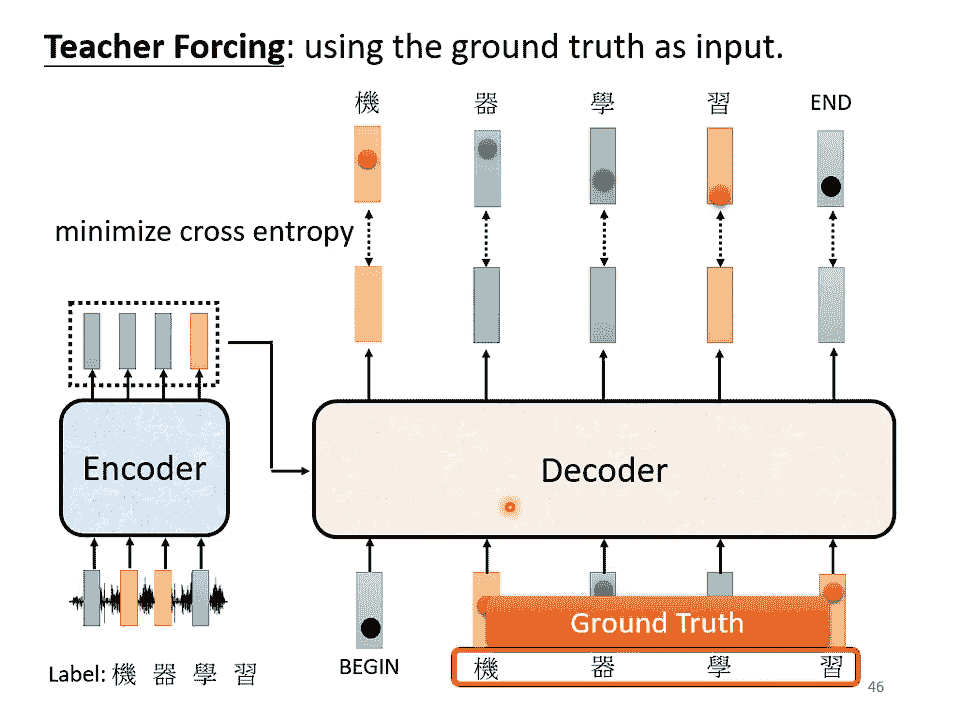 Teacher Forcing: using the ground truth as input.
機 器 學 習 END
minimize cross entropy
Encoder
Decoder
Ground Truth
BEGIN
機 器 學 習
Label: 機 器 學 習
46